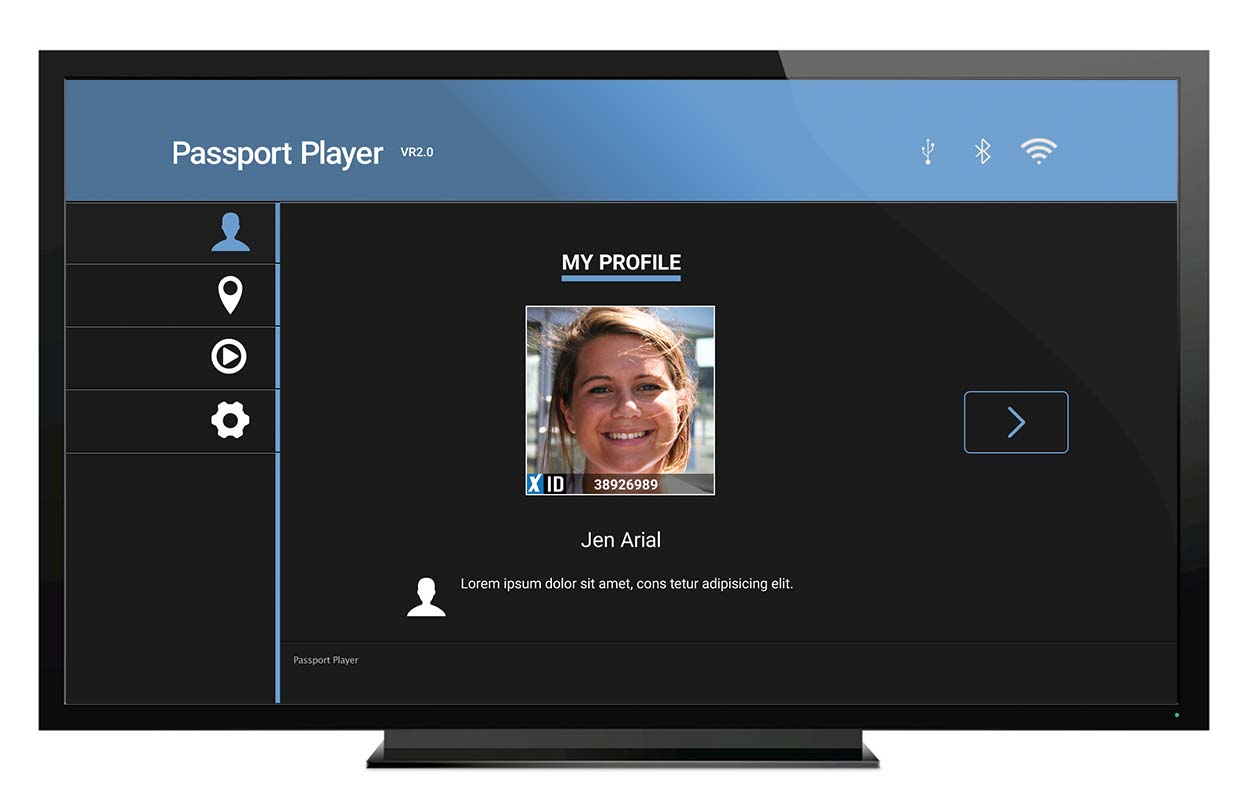 Passport Player VR2.0
MY PROFILE
X ID 38926989
Jen Arial
Lorem ipsum dolor sit amet, cons tetur adipisicing elit.
Passport Player